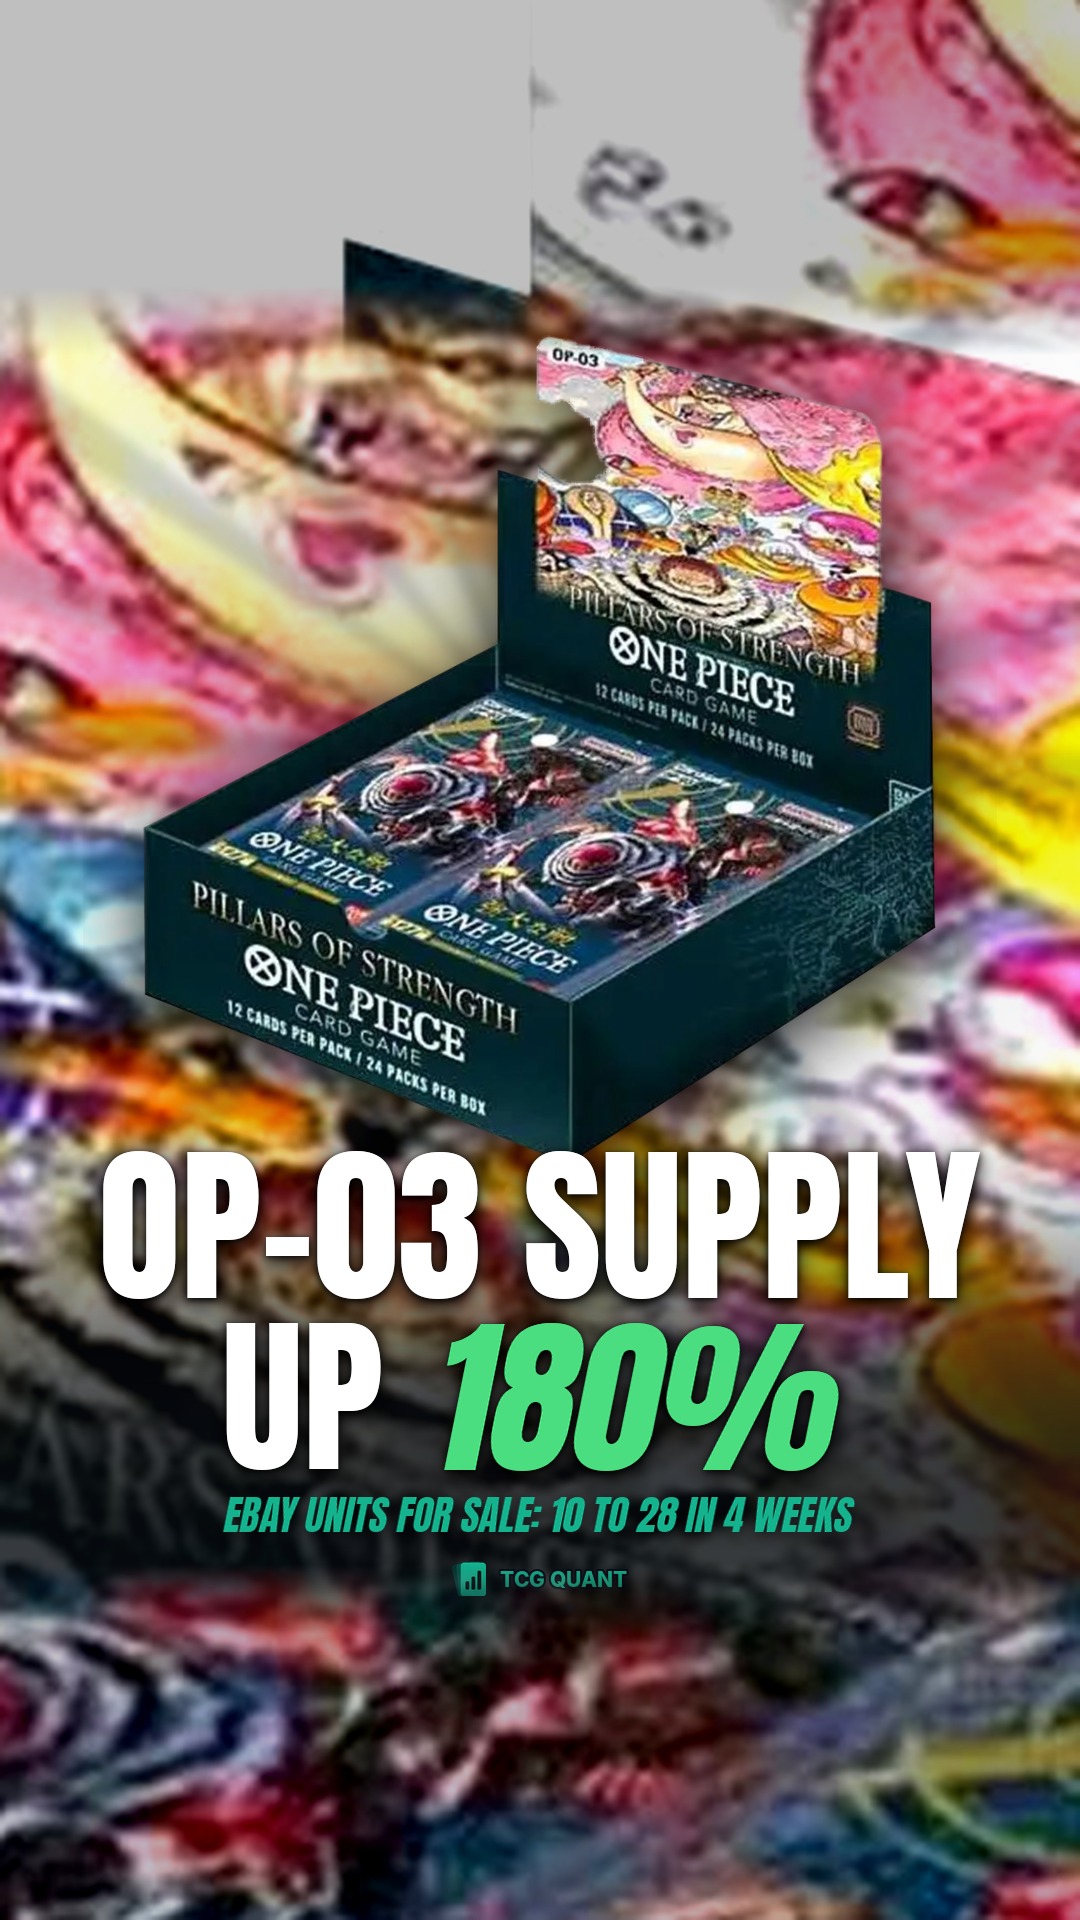 OP-03
PILLARS OF STRENGTH
ONE PIECE
CARD GAME
12 CARDS PER PACK / 24 PACKS PER BOX
ONE PIECE
CARD GAME
ONE PIECE
CARD GAME
PILLARS OF STRENGTH
ONE PIECE
CARD GAME
12 CARDS PER PACK / 24 PACKS PER BOX
OP-03 SUPPLY
UP 180%
EBAY UNITS FOR SALE: 10 TO 28 IN 4 WEEKS
TCG QUANT